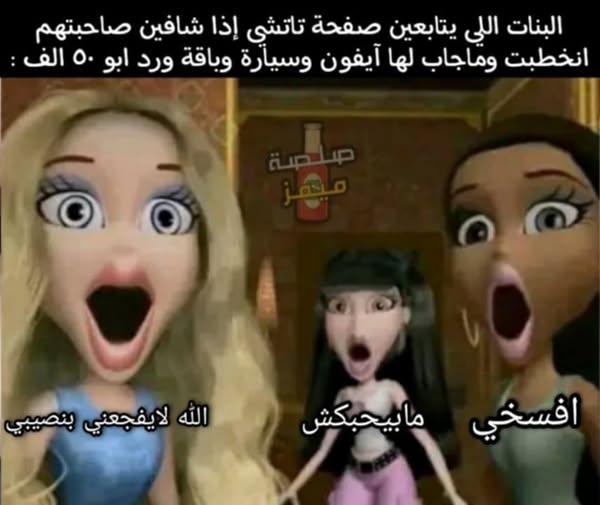 البنات اللي يتابعين صفحة تاتشي إذا شافين صاحبتهم
انخطبت وماجاب لها آيفون وسيارة وباقة ورد ابو ٥٠ الف :
صلصة
ميمز
افسخي
مابيحبكش
الله لايفجعني بنصيبي